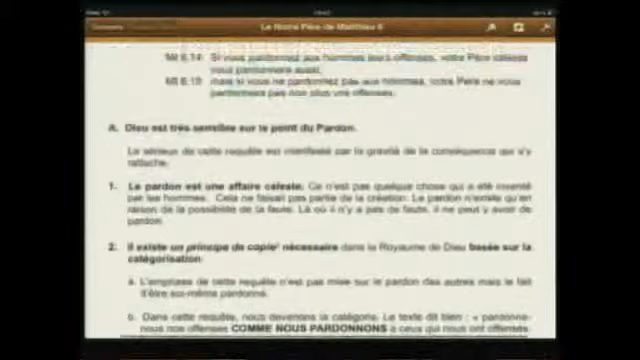 Le Notre Père de Matthieu 6
Mt 6.14 Si vous pardonnez aux hommes leurs offenses, votre Père céleste
vous pardonnera aussi;
Mt 6.15 mais si vous ne pardonnez pas aux hommes, votre Père ne vous
pardonnera pas non plus vos offenses.
A. Dieu est très sensible sur le point du Pardon.
Le sérieux de cette requête est manifesté par la gravité de la conséquence qui s'y
rattache.
1. Le pardon est une affaire céleste. Ce n'est pas quelque chose qui a été inventé
par les hommes. Cela ne faisait pas partie de la création. Le pardon n'existe qu'en
raison de la possibilité de la faute. Là où il n'y a pas de faute, il ne peut y avoir de
pardon.
2. Il existe un principe de copie nécessaire dans le Royaume de Dieu basée sur la
catégorisation
a. L'emphase de cette requête n'est pas mise sur le pardon des autres mais le fait
d'être soi-même pardonné.
b. Dans cette requête, nous devenons la catégorie. Le texte dit bien : « pardonne-
nous nos offenses COMME NOUS PARDONNONS à ceux qui nous ont offensés